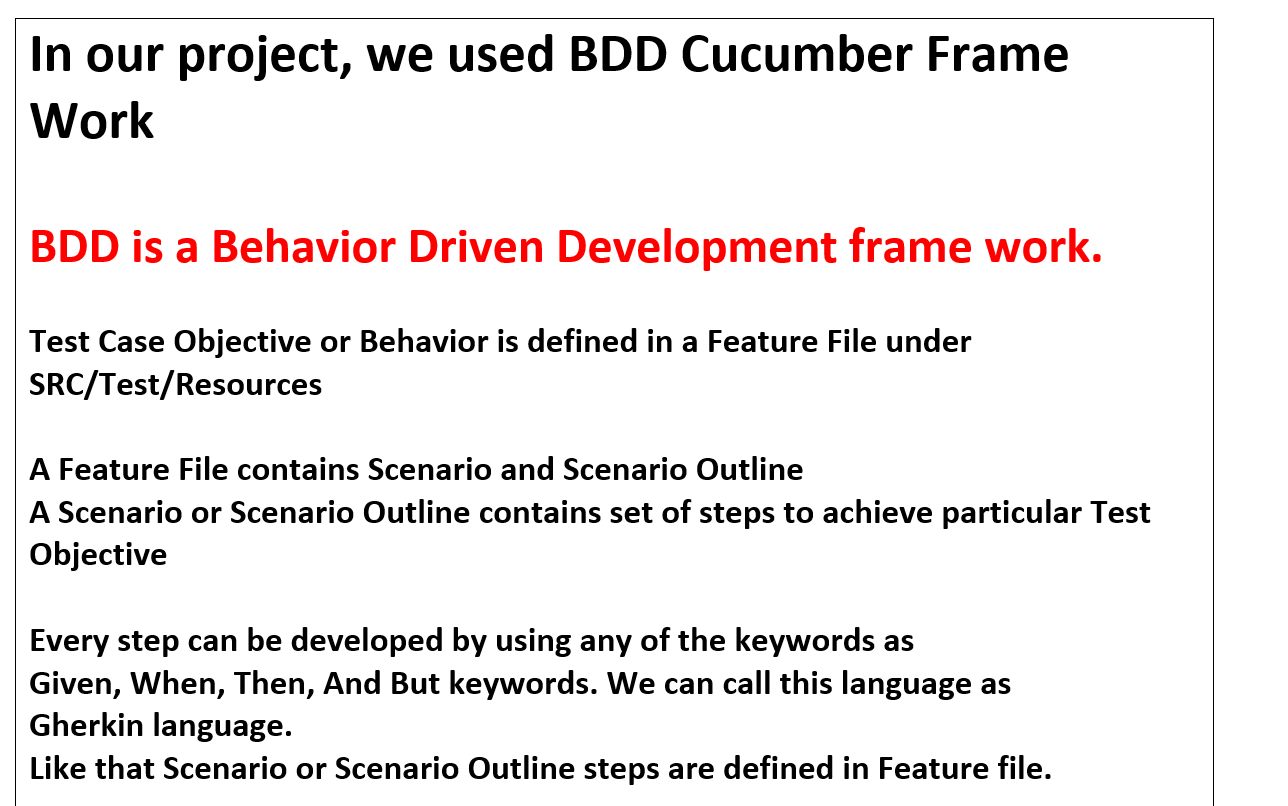 In our project, we used BDD Cucumber Frame
Work
BDD is a Behavior Driven Development frame work.
Test Case Objective or Behavior is defined in a Feature File under
SRC/Test/Resources
A Feature File contains Scenario and Scenario Outline
A Scenario or Scenario Outline contains set of steps to achieve particular Test
Objective
Every step can be developed by using any of the keywords as
Given, When, Then, And But keywords. We can call this language as
Gherkin language.
Like that Scenario or Scenario Outline steps are defined in Feature file.